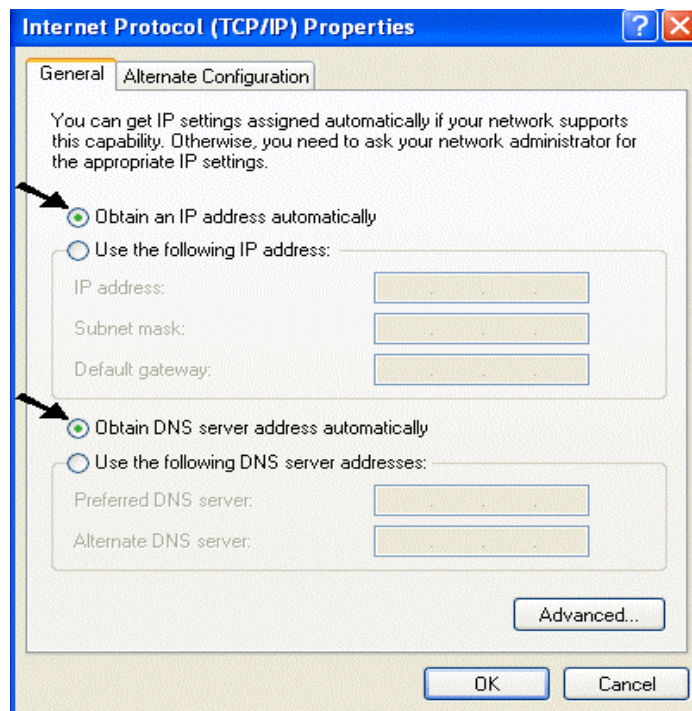 Internet Protocol (TCP/IP) Properties
General Alternate Configuration
You can get IP settings assigned automatically if your network supports
this capability. Otherwise, you need to ask your network administrator for
the appropriate IP settings.
Obtain an IP address automatically
Use the following IP address:
IP address:
Subnet mask:
Default gateway:
Obtain DNS server address automatically
Use the following DNS server addresses:
Preferred DNS server:
Alternate DNS server:
Advanced...
OK Cancel